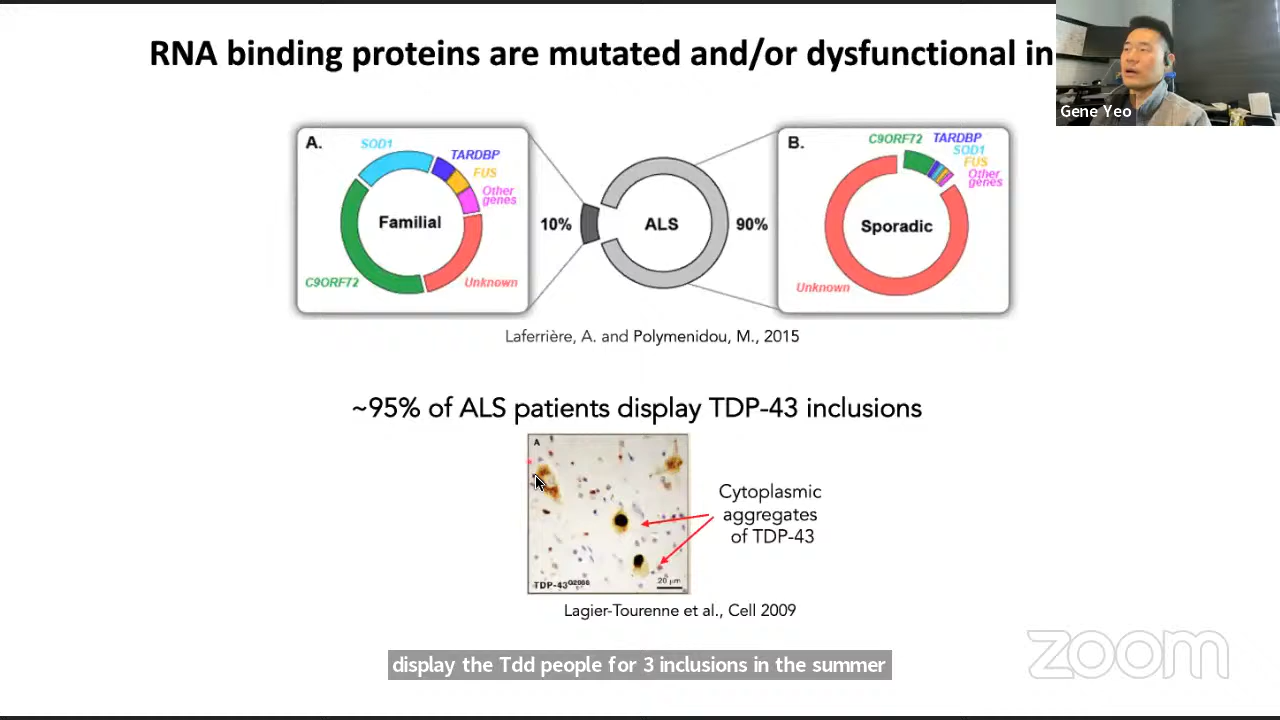 RNA binding proteins are mutated and/or dysfunctional in
Gene Yeo
A.
SOD1
TARDBP
FUS
Other
genes
Familial
C9ORF72
Unknown
10%
ALS
90%
B.
C9ORF72
TARDBP
SOD1
FUS
Other
genes
Sporadic
Unknown
Laferrière, A. and Polymenidou, M., 2015
~95% of ALS patients display TDP-43 inclusions
A
Cytoplasmic
aggregates
of TDP-43
20 µm
Lagier-Tourenne et al., Cell 2009
display the Tdd people for 3 inclusions in the summer
zoom